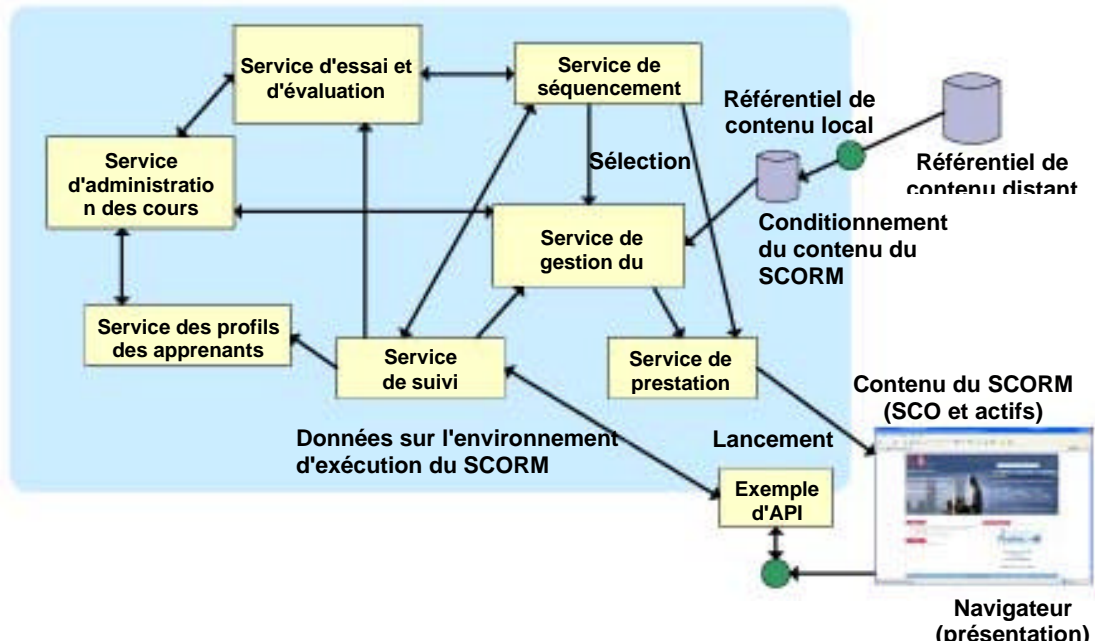 Service d'essai et
d'évaluation
Service de
séquencement
Référentiel de
contenu local
Référentiel de
contenu distant
Service
d'administratio
n des cours
Sélection
Conditionnement
du contenu du
SCORM
Service de
gestion du
Service des profils
des apprenants
Service
de suivi
Service de
prestation
Contenu du SCORM
(SCO et actifs)
Données sur l'environnement
d'exécution du SCORM
Lancement
Exemple
d'API
Navigateur
(présentation)